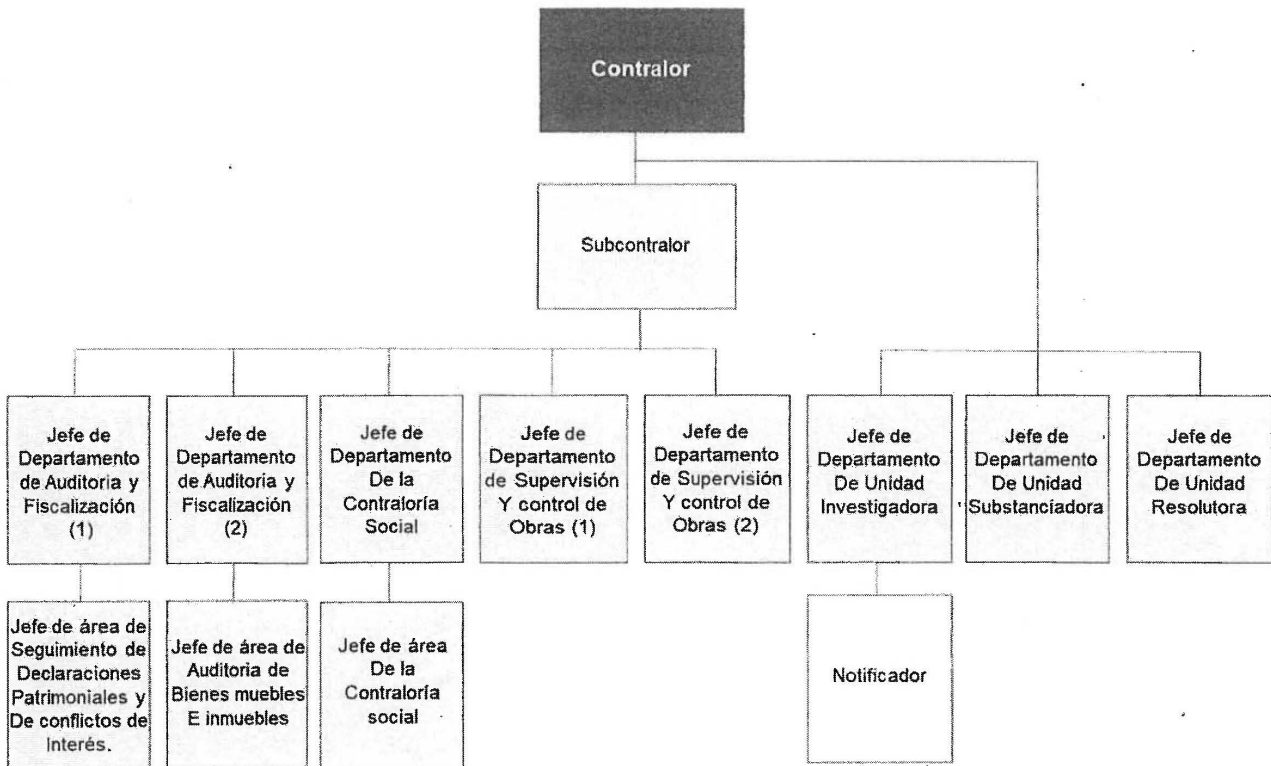 Contralor
Subcontralor
Jefe de
Departamento
de Auditoria y
Fiscalización
(1)
Jefe de
Departamento
de Auditoria y
Fiscalización
(2)
Jefe de
Departamento
De la
Contraloría
Social
Jefe de
Departamento
de Supervisión
Y control de
Obras (1)
Jefe de
Departamento
de Supervisión
Y control de
Obras (2)
Jefe de
Departamento
De Unidad
Investigadora
Jefe de
Departamento
De Unidad
Substancíadora
Jefe de
Departamento
De Unidad
Resolutora
Jefe de área de
Seguimiento de
Declaraciones
Patrimoniales y
De conflictos de
Interés.
Jefe de área de
Auditoria de
Bienes muebles
E inmuebles
Jefe de área
De la
Contraloría
social
Notificador